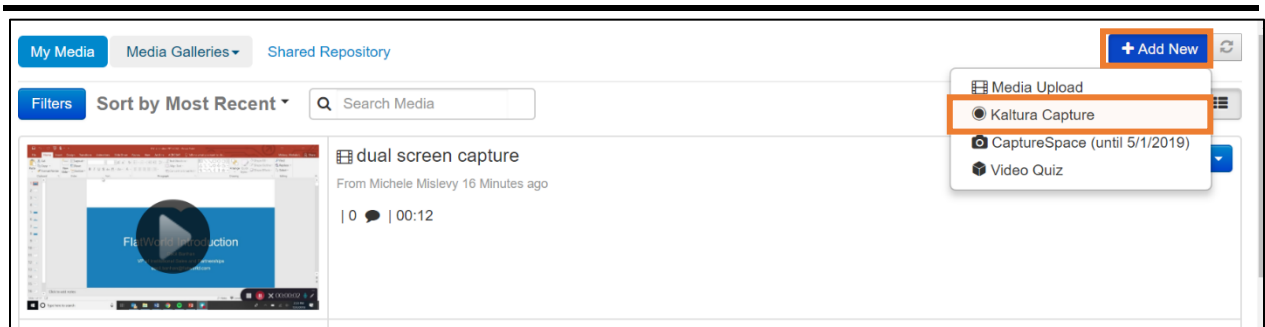 My Media Media Galleries Shared Repository + Add New
Filters Sort by Most Recent Search Media
Media Upload
Kaltura Capture
CaptureSpace (until 5/1/2019)
Video Quiz
dual screen capture
From Michele Mislevy 16 Minutes ago
| 0 | 00:12
FlatWorld Introduction